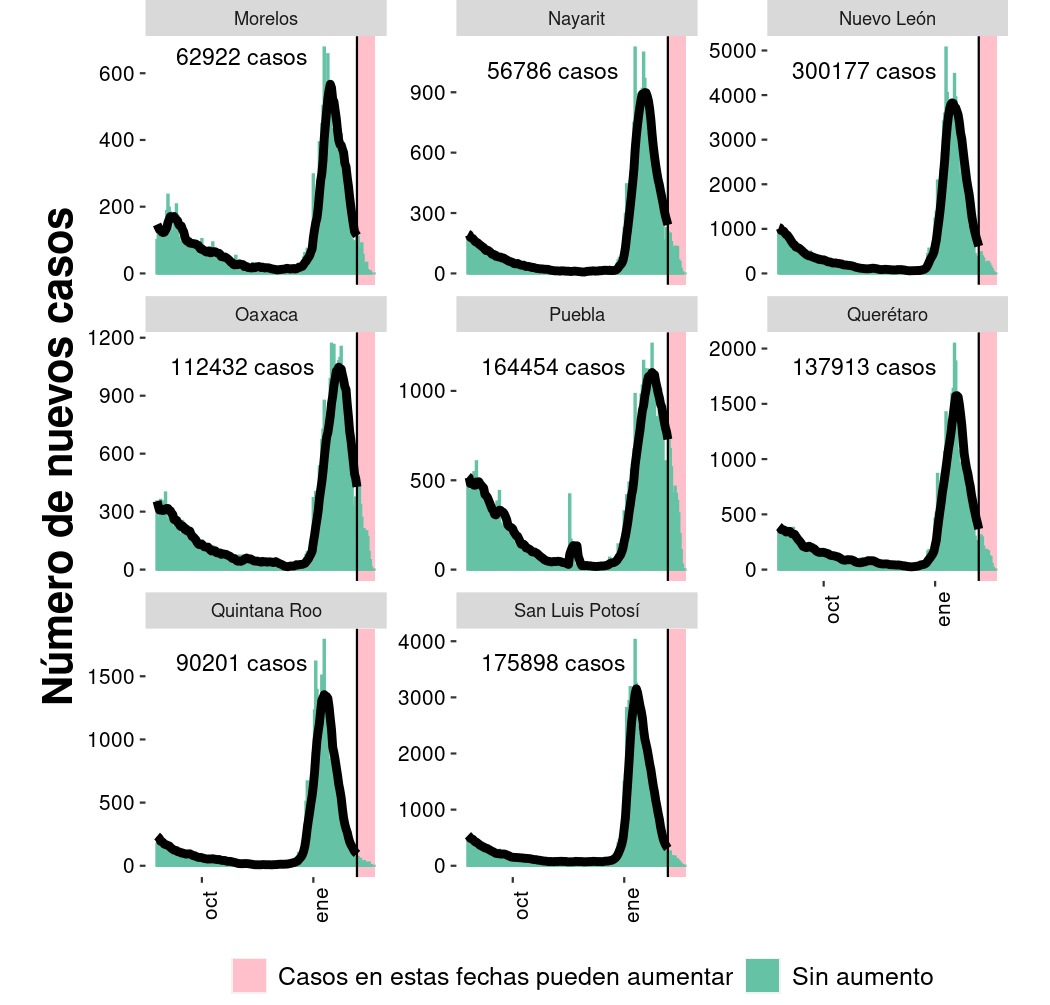 Número de nuevos casos
Morelos
62922 casos
600
400
200
0
Nayarit
56786 casos
900
600
300
0
Nuevo León
300177 casos
5000
4000
3000
2000
1000
0
Oaxaca
112432 casos
1200
900
600
300
0
Puebla
164454 casos
1000
500
0
Querétaro
137913 casos
2000
1500
1000
500
0
oct
ene
Quintana Roo
90201 casos
1500
1000
500
0
oct
ene
San Luis Potosí
175898 casos
4000
3000
2000
1000
0
oct
ene
Casos en estas fechas pueden aumentar
Sin aumento